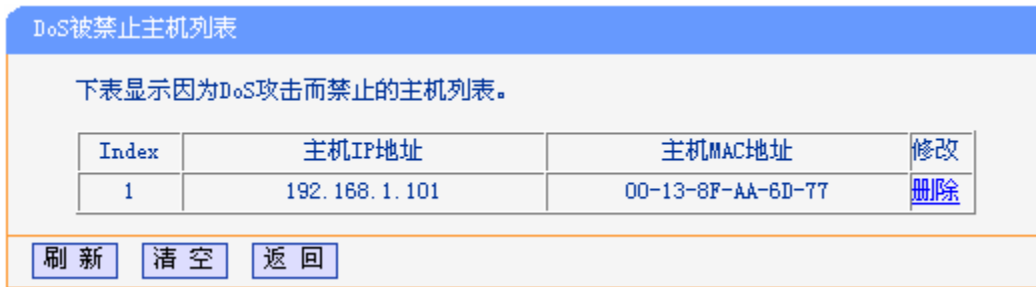 DoS被禁止主机列表
下表显示因为DoS攻击而禁止的主机列表。
Index 主机IP地址 主机MAC地址 修改
1 192.168.1.101 00-13-8F-AA-6D-77 删除
刷 新 清 空 返 回